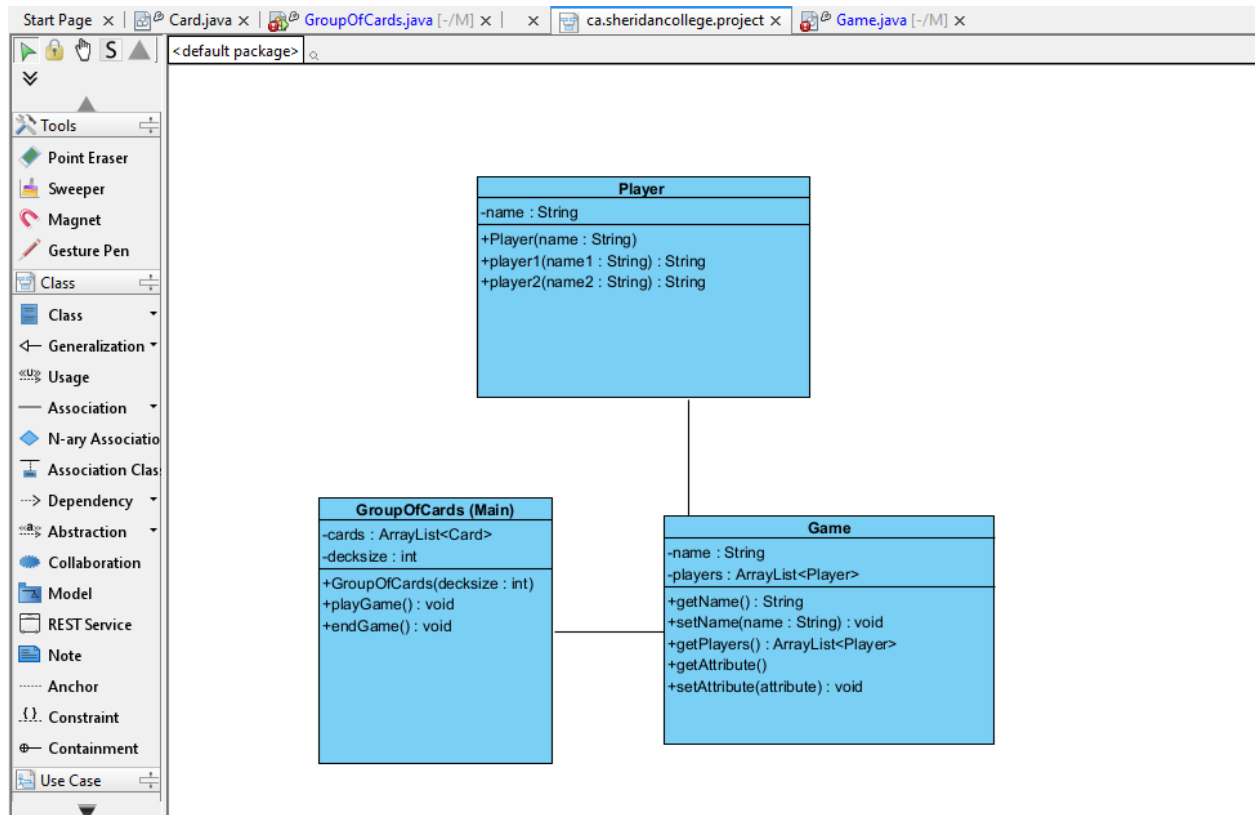 Start Page Card.java GroupOfCards.java [-/M] ca.sheridancollege.project Game.java [-/M]
S <default package>
Tools
Point Eraser
Sweeper
Magnet
Gesture Pen
Class
Class
Generalization
«U» Usage
Association
N-ary Associatio
Association Clas
Dependency
«a» Abstraction
Collaboration
Model
REST Service
Note
Anchor
{} Constraint
Containment
Use Case
Player
-name : String
+Player(name : String)
+player1(name1 : String) : String
+player2(name2 : String) : String
GroupOfCards (Main)
-cards : ArrayList<Card>
-decksize : int
+GroupOfCards(decksize : int)
+playGame() : void
+endGame() : void
Game
-name : String
-players : ArrayList<Player>
+getName() : String
+setName(name : String) : void
+getPlayers() : ArrayList<Player>
+getAttribute()
+setAttribute(attribute) : void